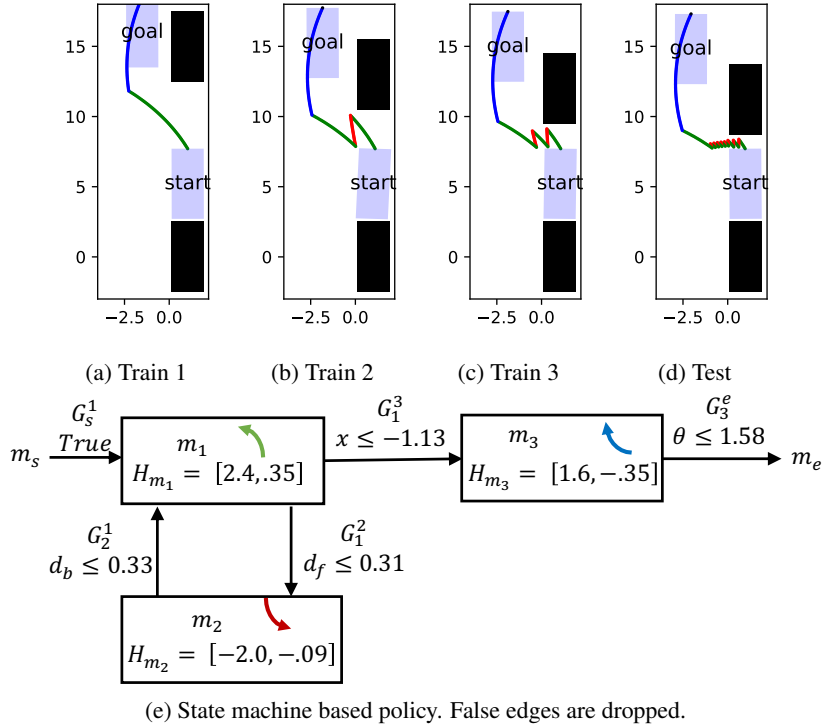 goal
start
15
10
5
0
−2.5 0.0
goal
start
15
10
5
0
−2.5 0.0
goal
start
15
10
5
0
−2.5 0.0
goal
start
15
10
5
0
−2.5 0.0
(a) Train 1
(b) Train 2
(c) Train 3
(d) Test
m_s
G_s^1
True
m_1
H_{m_1} = [2.4,.35]
G_1^3
x ≤ −1.13
m_3
H_{m_3} = [1.6,−.35]
G_3^e
θ ≤ 1.58
m_e
G_2^1
d_b ≤ 0.33
G_1^2
d_f ≤ 0.31
m_2
H_{m_2} = [−2.0,−.09]
(e) State machine based policy. False edges are dropped.